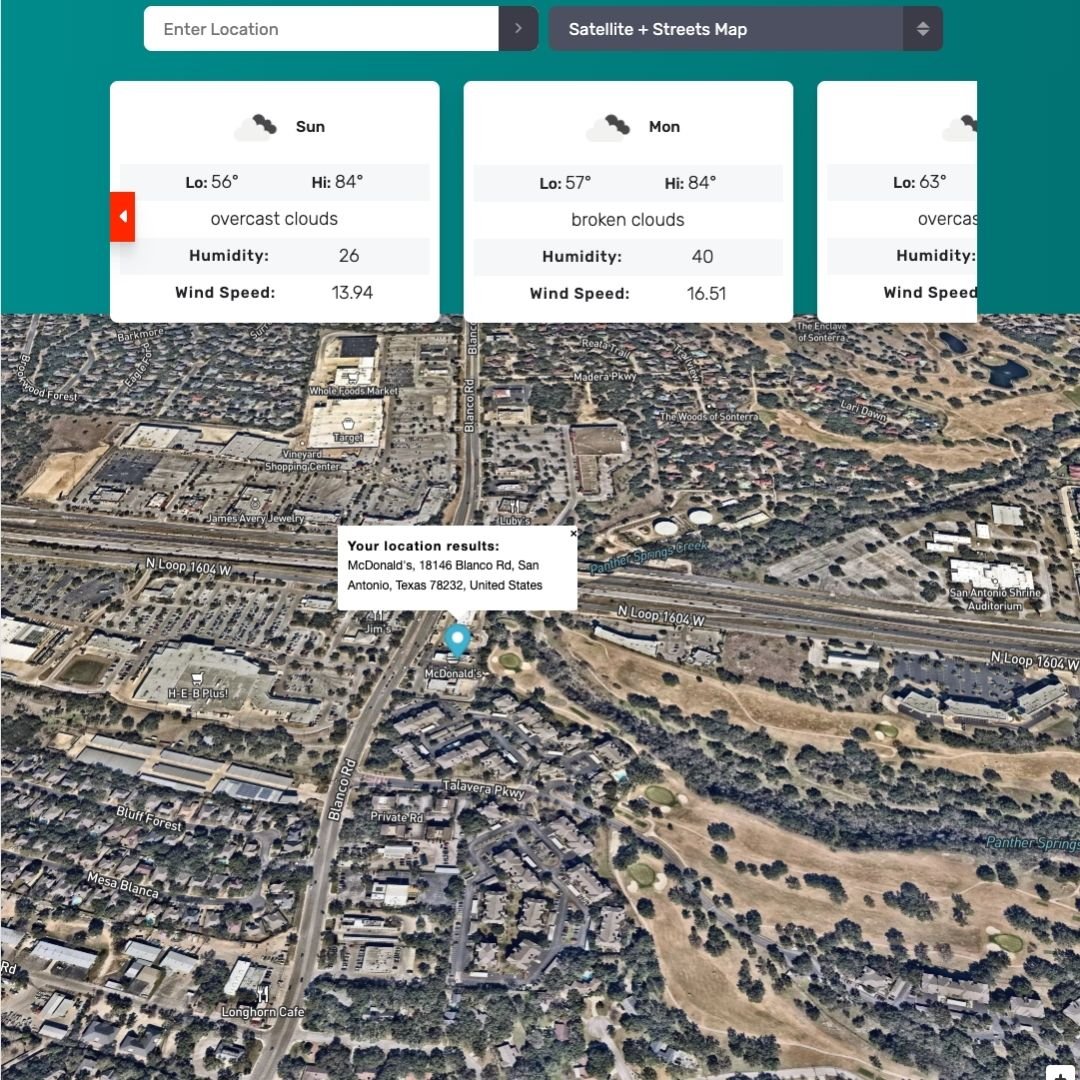 Enter Location
Satellite + Streets Map
Sun
Lo: 56°
Hi: 84°
overcast clouds
Humidity: 26
Wind Speed: 13.94
Mon
Lo: 57°
Hi: 84°
broken clouds
Humidity: 40
Wind Speed: 16.51
Lo: 63°
overcas
Humidity:
Wind Speed
Barkmore
Eagle Ford
Whole Foods Market
Target
Vineyard
Shopping Center
James Avery Jewelry
Blanco Rd
Reata Trail
Madera Pkwy
The Enclave
of Sonterra
The Woods of Sonterra
Lari Dawn
Luby's
Panther Springs Creek
San Antonio Shrine
Auditorium
N Loop 1604 W
Your location results:
×
McDonald's, 18146 Blanco Rd, San
Antonio, Texas 78232, United States
N Loop 1604 W
N Loop 1604 W
Jim's
McDonald's
H-E-B Plus!
Blanco Rd
Talavera Pkwy
Private Rd
Bluff Forest
Panther Springs
Mesa Blanca
Rd
Longhorn Cafe